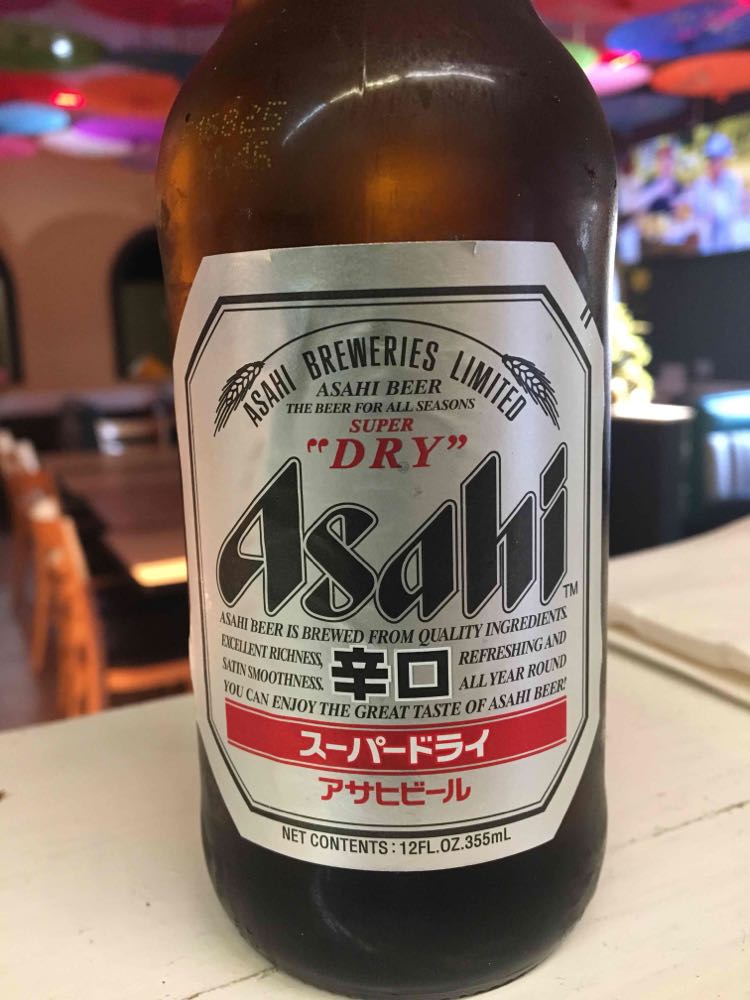 ASAHI BREWERIES LIMITED
ASAHI BEER
THE BEER FOR ALL SEASONS
SUPER
"DRY"
Asahi TM
ASAHI BEER IS BREWED FROM QUALITY INGREDIENTS.
EXCELLENT RICHNESS, REFRESHING AND
SATIN SMOOTHNESS. ALL YEAR ROUND
辛口
YOU CAN ENJOY THE GREAT TASTE OF ASAHI BEER!
スーパードライ
アサヒビール
NET CONTENTS : 12FL.OZ.355mL